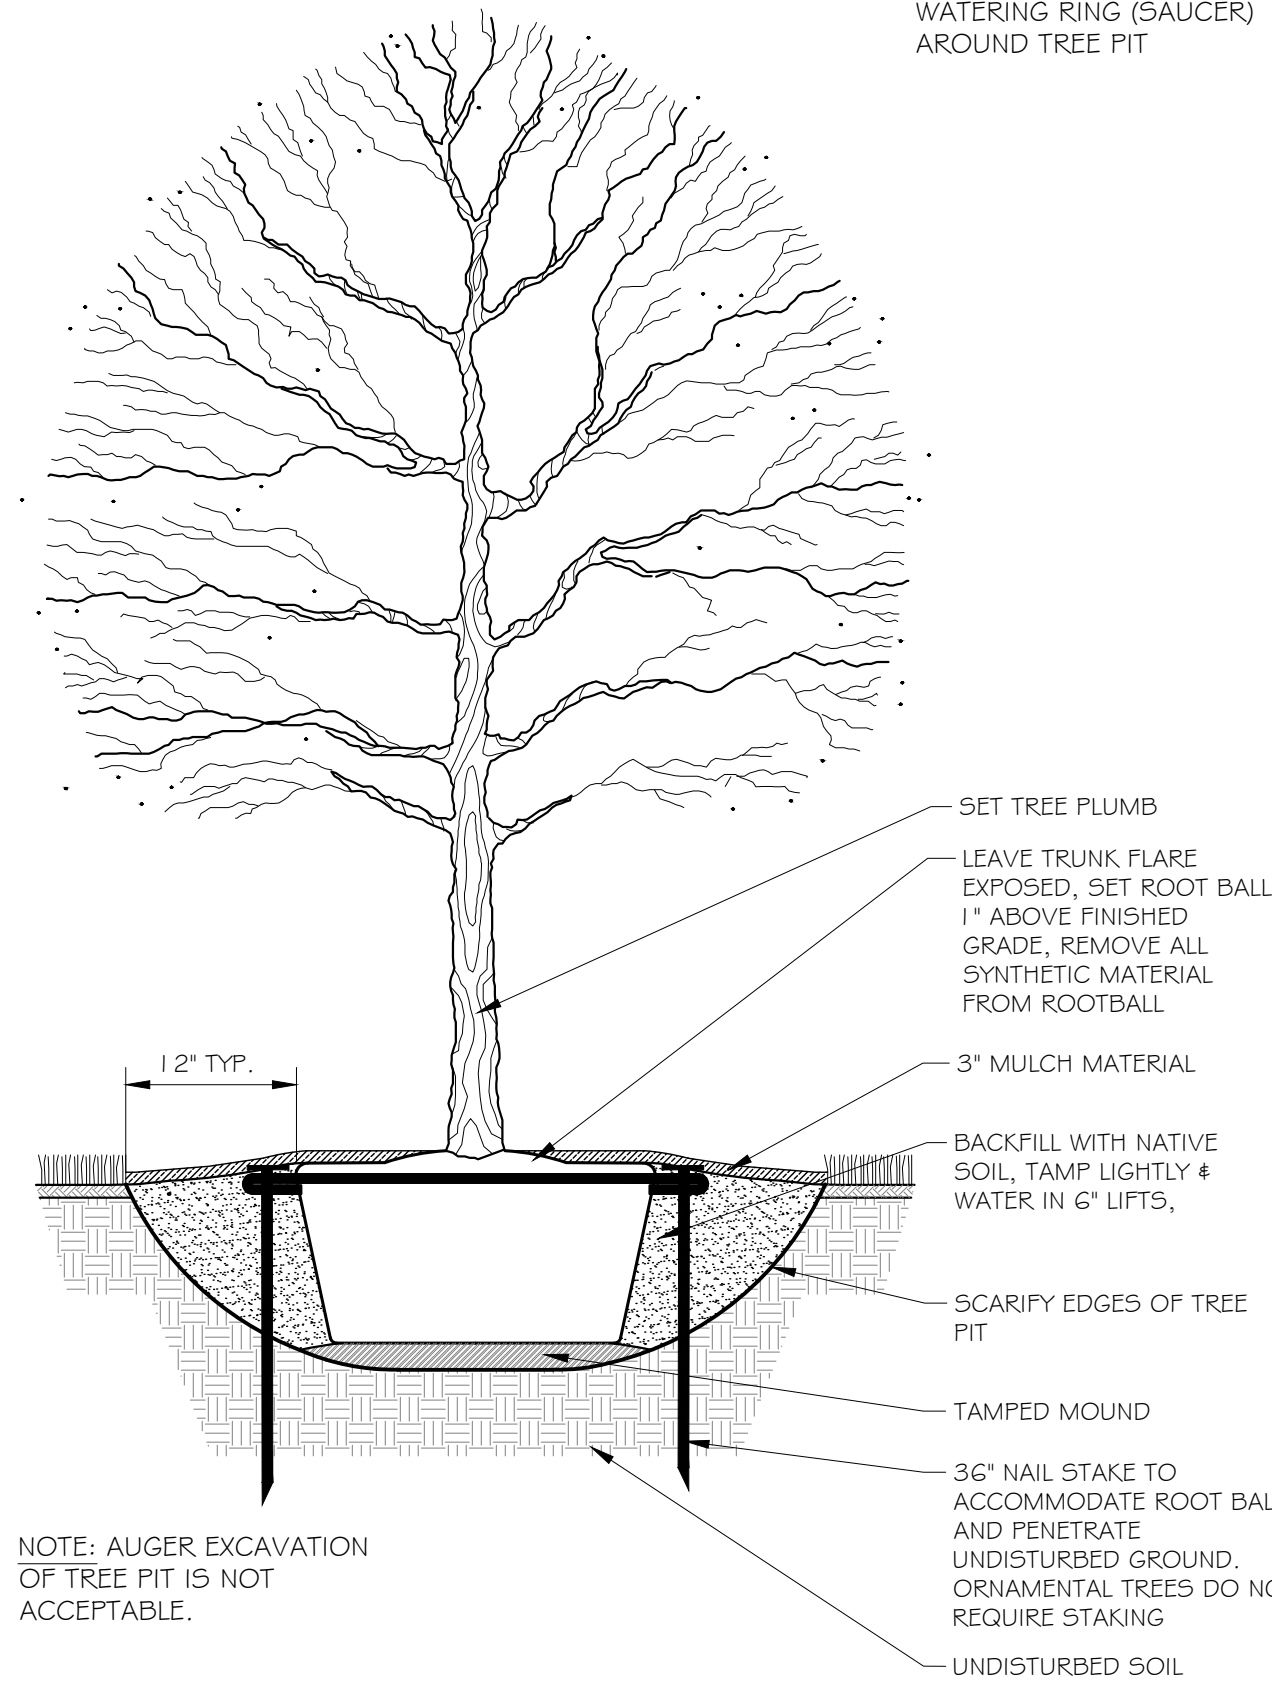 WATERING RING (SAUCER)
AROUND TREE PIT
SET TREE PLUMB
LEAVE TRUNK FLARE
EXPOSED, SET ROOT BALL
1" ABOVE FINISHED
GRADE, REMOVE ALL
SYNTHETIC MATERIAL
FROM ROOTBALL
12" TYP.
3" MULCH MATERIAL
BACKFILL WITH NATIVE
SOIL, TAMP LIGHTLY &
WATER IN 6" LIFTS,
SCARIFY EDGES OF TREE
PIT
TAMPED MOUND
36" NAIL STAKE TO
ACCOMMODATE ROOT BAL
AND PENETRATE
UNDISTURBED GROUND.
ORNAMENTAL TREES DO NO
REQUIRE STAKING
UNDISTURBED SOIL
NOTE: AUGER EXCAVATION
OF TREE PIT IS NOT
ACCEPTABLE.